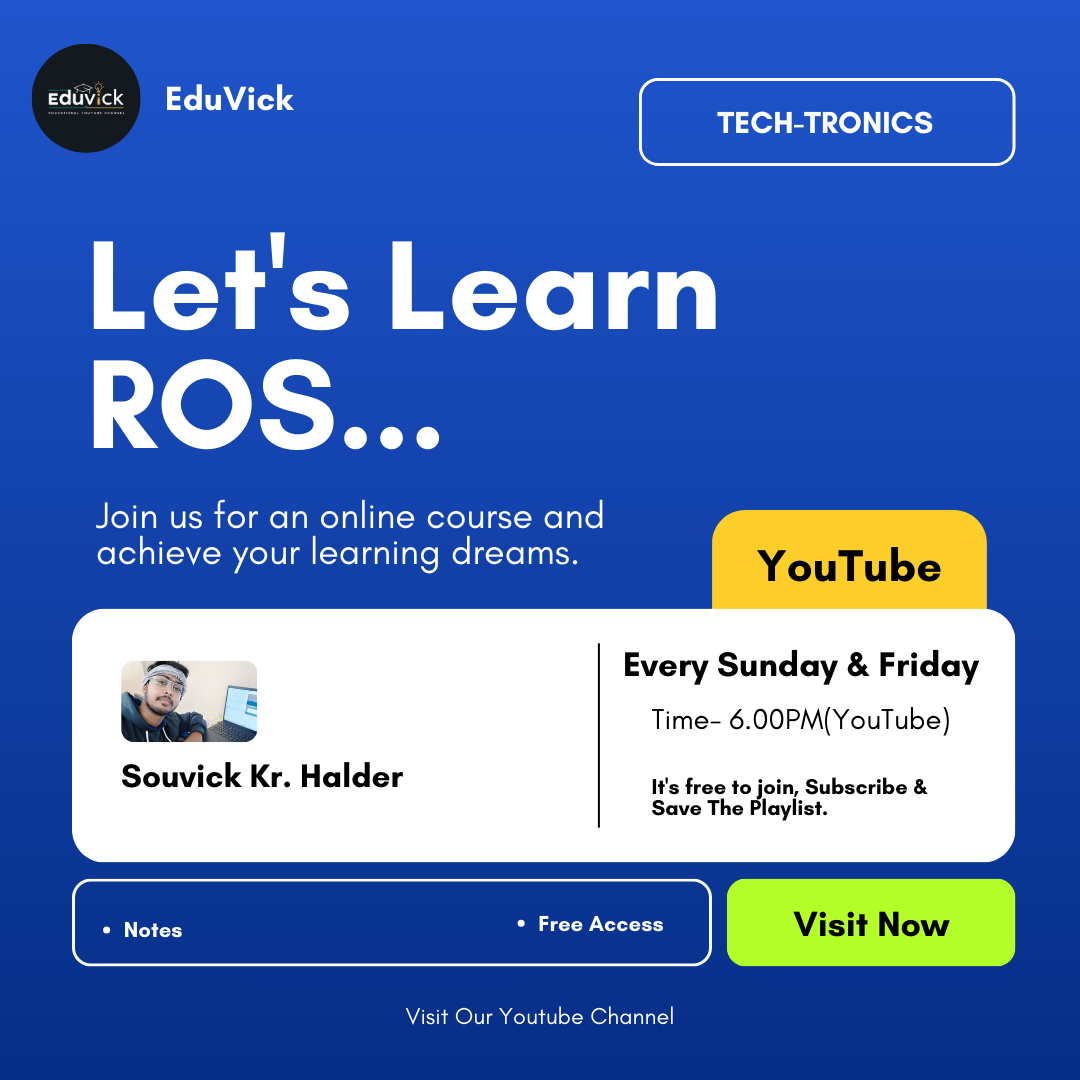 Eduvick
EDUCATIONAL YOUTUBE CHANNEL
EduVick
TECH-TRONICS
Let's Learn
ROS...
Join us for an online course and
achieve your learning dreams.
YouTube
Souvick Kr. Halder
Every Sunday & Friday
Time- 6.00PM(YouTube)
It's free to join, Subscribe &
Save The Playlist.
• Notes
• Free Access
Visit Now
Visit Our Youtube Channel